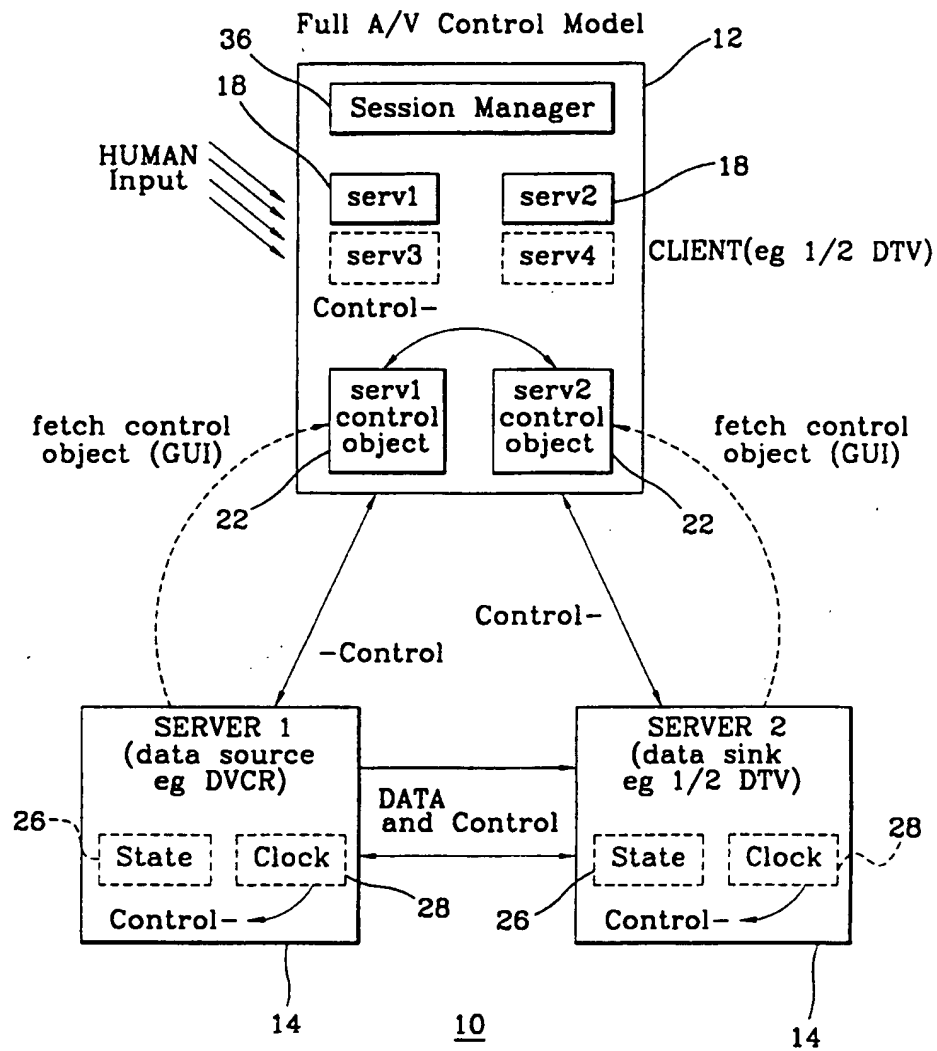 Full A/V Control Model
36
12
18
Session Manager
HUMAN
Input
18
serv1
serv2
serv3
serv4
CLIENT(eg 1/2 DTV)
Control-
serv1
control
object
serv2
control
object
fetch control
object (GUI)
fetch control
object (GUI)
22
22
Control-
-Control
SERVER 1
(data source
eg DVCR)
SERVER 2
(data sink
eg 1/2 DTV)
DATA
and Control
26
State
Clock
28
Control-
State
Clock
28
26
Control-
14
10
14